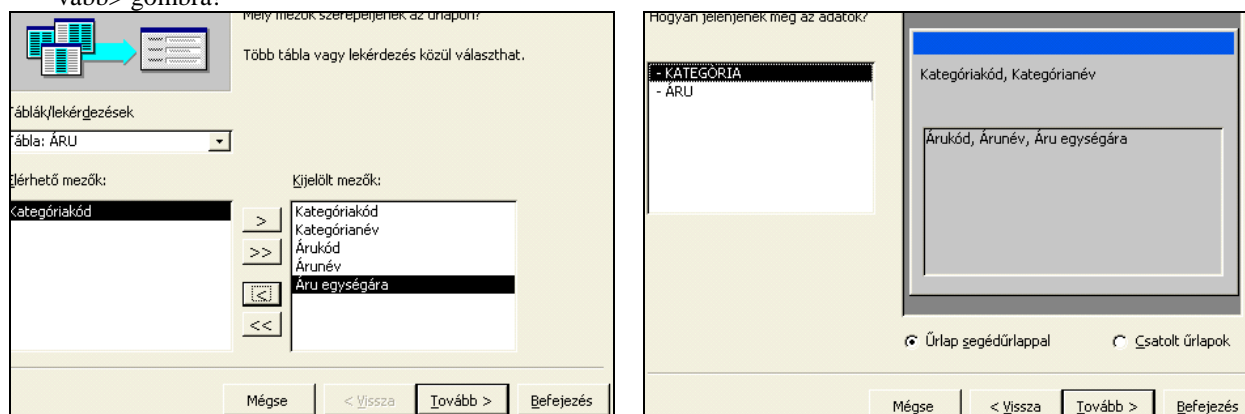 vább> gombra!
Mely mezők szerepeljenek az űrlapon?
Több tábla vagy lekérdezés közül választhat.
Táblák/lekérdezések
Tábla: ÁRU
Elérhető mezők:
Kategóriakód
>
>>
<
<<
Kijelölt mezők:
Kategóriakód
Kategórianév
Árukód
Árunév
Áru egységára
Mégse
< Vissza
Tovább >
Befejezés
Hogyan jelenjenek meg az adatok?
- KATEGÓRIA
- ÁRU
Kategóriakód, Kategórianév
Árukód, Árunév, Áru egységára
Űrlap segédűrlappal
Csatolt űrlapok
Mégse
< Vissza
Tovább >
Befejezés